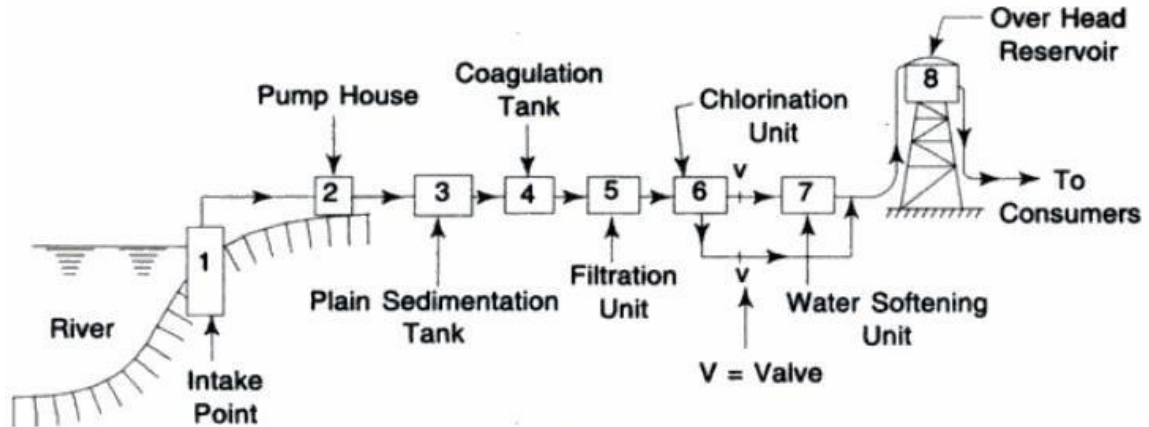 Over Head
Reservoir
8
Coagulation
Tank
Pump House
Chlorination
Unit
V
2
3
4
5
6
7
To
Consumers
1
V
Filtration
Unit
Plain Sedimentation
Tank
Water Softening
Unit
River
V = Valve
Intake
Point